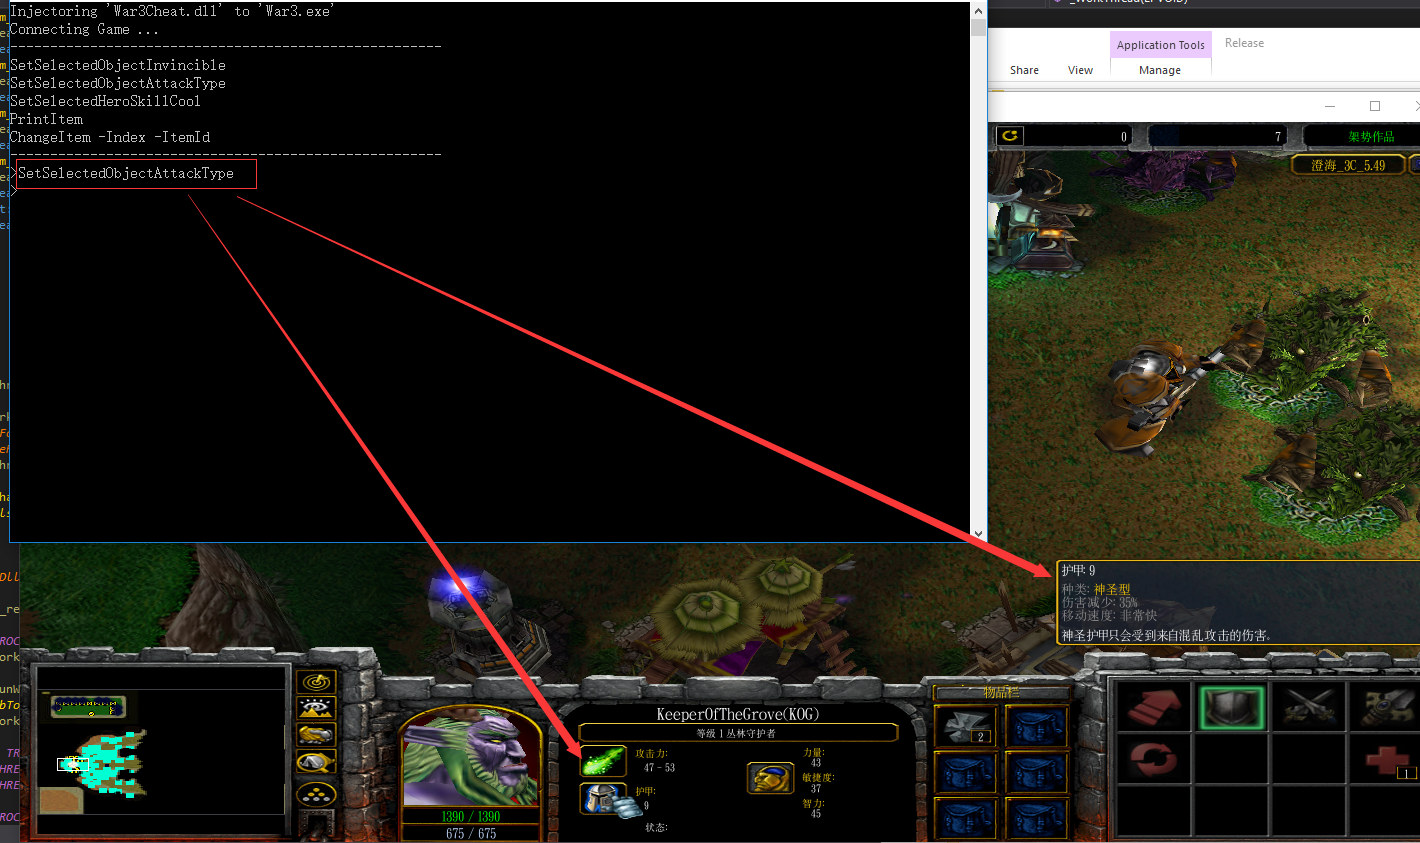 Injectoring 'War3Cheat.dll' to 'War3.exe'
Connecting Game ...
------------------------------------------------------
SetSelectedObjectInvincible
SetSelectedObjectAttackType
SetSelectedHeroSkillCool
PrintItem
ChangeItem -Index -ItemId
------------------------------------------------------
>SetSelectedObjectAttackType
>
Application Tools
Release
Share
View
Manage
0
7
架势作品
澄海_3C_5.49
护甲: 9
种类: 神圣型
伤害减少: 35%
移动速度: 非常快
神圣护甲只会受到来自混乱攻击的伤害。
物品栏
2
KeeperOfTheGrove(KOG)
等级 1 丛林守护者
攻击力:
47 - 53
护甲:
9
状态:
力量:
43
敏捷度:
37
智力:
45
1390 / 1390
675 / 675
1